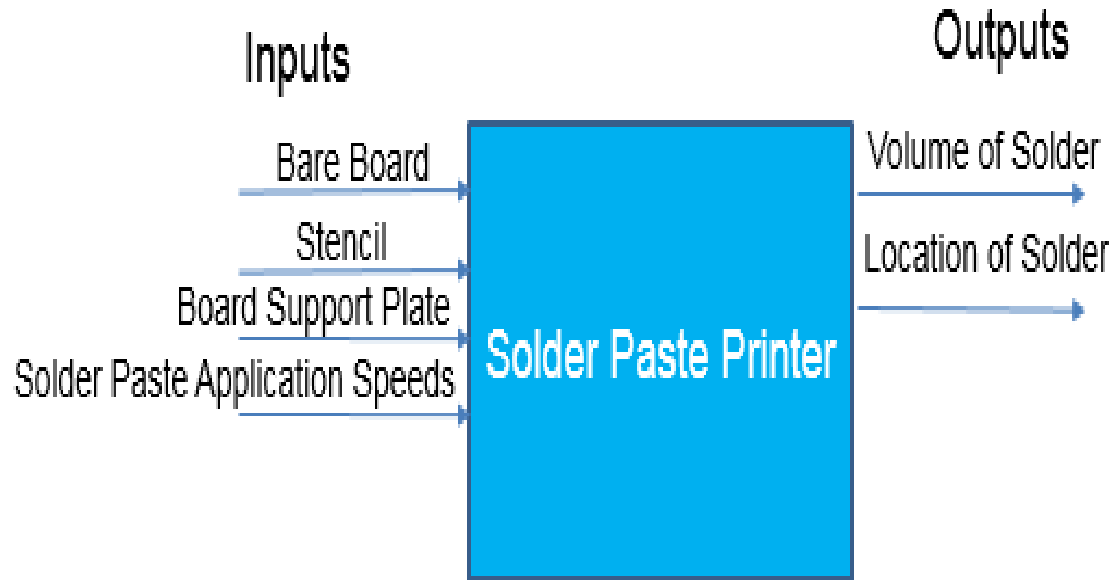 Inputs
Outputs
Bare Board
Stencil
Board Support Plate
Solder Paste Application Speeds
Solder Paste Printer
Volume of Solder
Location of Solder